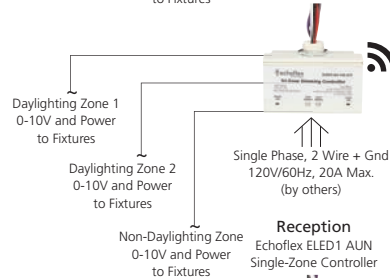 to Fixtures
echoflex
Daylighting Zone 1
0-10V and Power
to Fixtures
Daylighting Zone 2
0-10V and Power
to Fixtures
Single Phase, 2 Wire + Gnd
120V/60Hz, 20A Max.
(by others)
Non-Daylighting Zone
0-10V and Power
to Fixtures
Reception
Echoflex ELED1 AUN
Single-Zone Controller